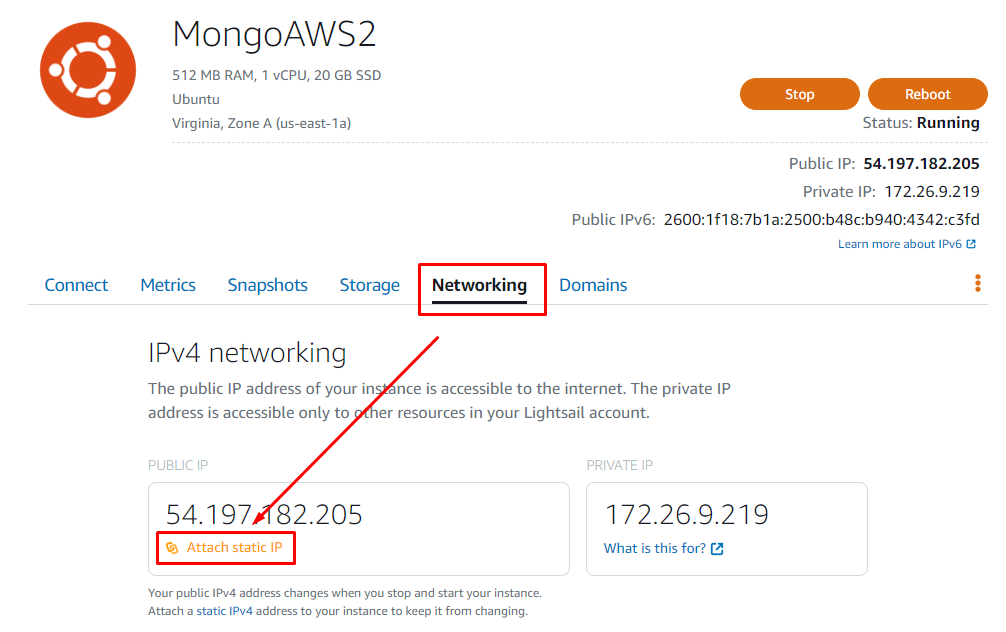 MongoAWS2
512 MB RAM, 1 vCPU, 20 GB SSD
Ubuntu
Virginia, Zone A (us-east-1a)
Stop
Reboot
Status: Running
Public IP: 54.197.182.205
Private IP: 172.26.9.219
Public IPv6: 2600:1f18:7b1a:2500:b48c:b940:4342:c3fd
Learn more about IPv6
Connect Metrics Snapshots Storage Networking Domains
IPv4 networking
The public IP address of your instance is accessible to the internet. The private IP
address is accessible only to other resources in your Lightsail account.
PUBLIC IP
54.197.182.205
Attach static IP
PRIVATE IP
172.26.9.219
What is this for?
Your public IPv4 address changes when you stop and start your instance.
Attach a static IPv4 address to your instance to keep it from changing.